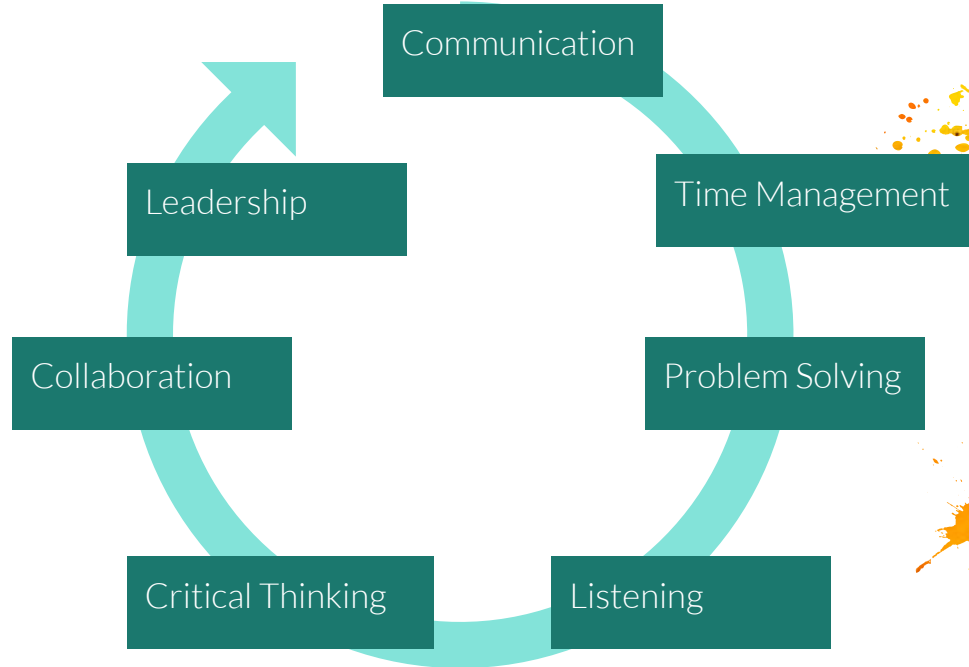 Communication
Time Management
Problem Solving
Listening
Critical Thinking
Collaboration
Leadership